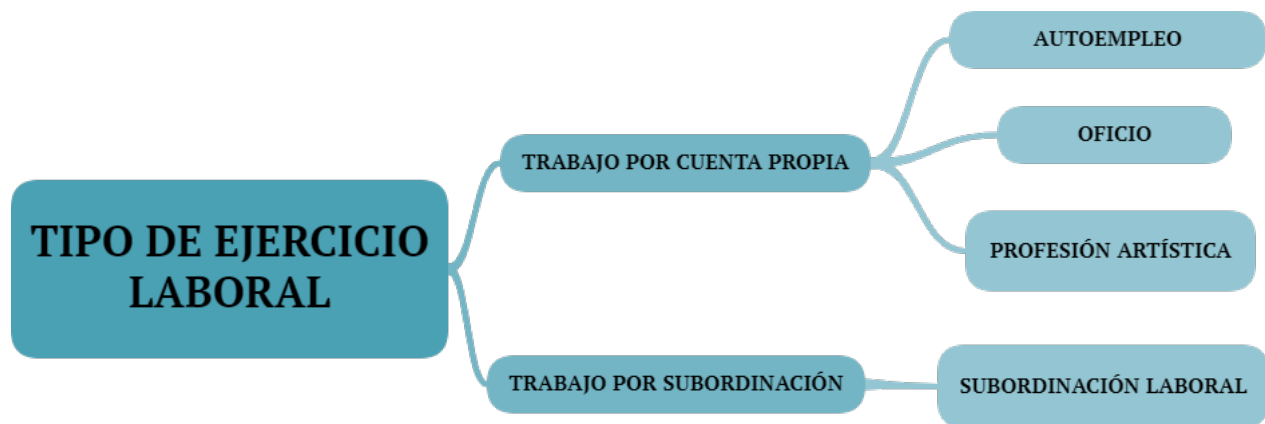 TIPO DE EJERCICIO
LABORAL
TRABAJO POR CUENTA PROPIA
AUTOEMPLEO
OFICIO
PROFESIÓN ARTÍSTICA
TRABAJO POR SUBORDINACIÓN
SUBORDINACIÓN LABORAL